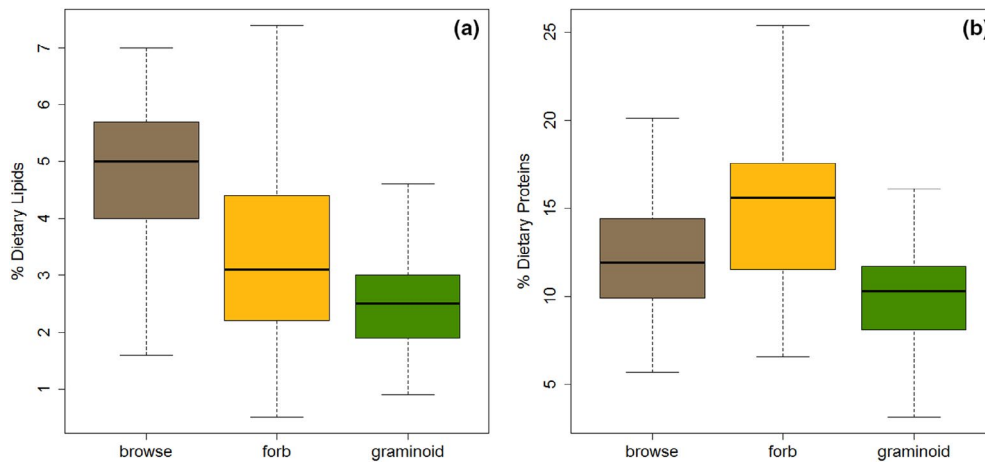 (a)
% Dietary Lipids
7
6
5
4
3
2
1
browse forb graminoid
(b)
% Dietary Proteins
25
20
15
10
5
browse forb graminoid